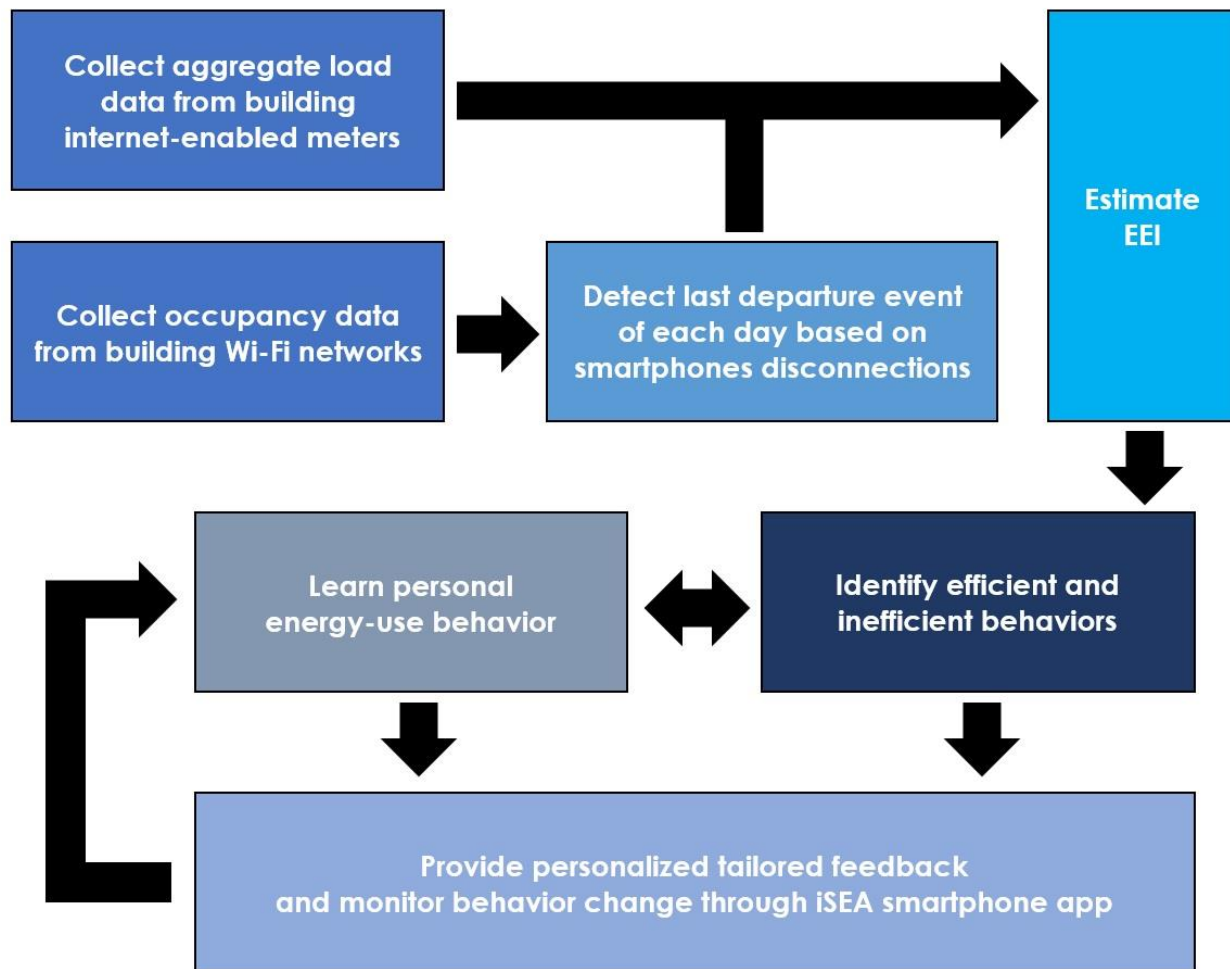 Collect aggregate load
data from building
internet-enabled meters
Estimate
EEI
Collect occupancy data
from building Wi-Fi networks
Detect last departure event
of each day based on
smartphones disconnections
Learn personal
energy-use behavior
Identify efficient and
inefficient behaviors
Provide personalized tailored feedback
and monitor behavior change through iSEA smartphone app